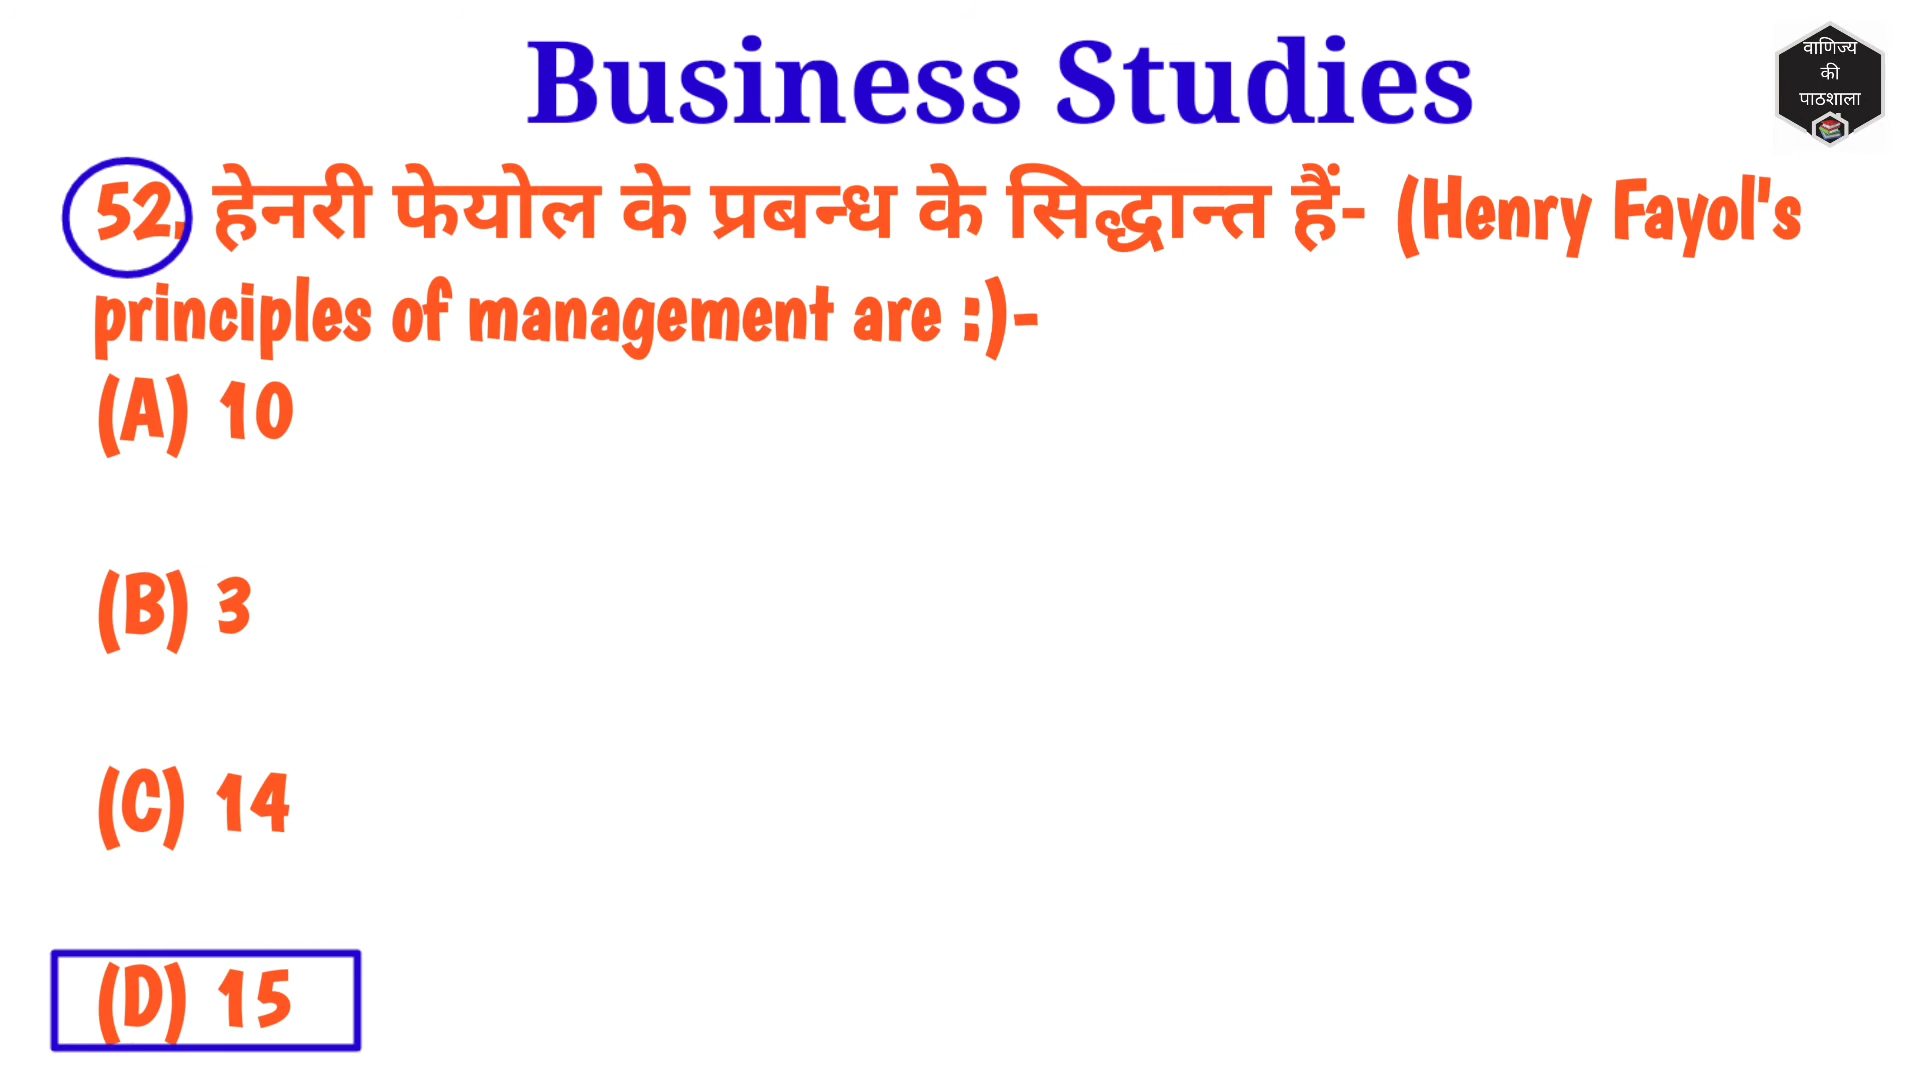 Business Studies
वाणिज्य
की
पाठशाला
52. हेनरी फेयोल के प्रबन्ध के सिद्धान्त हैं- (Henry Fayol's
principles of management are :)-
(A) 10
(B) 3
(C) 14
(D) 15